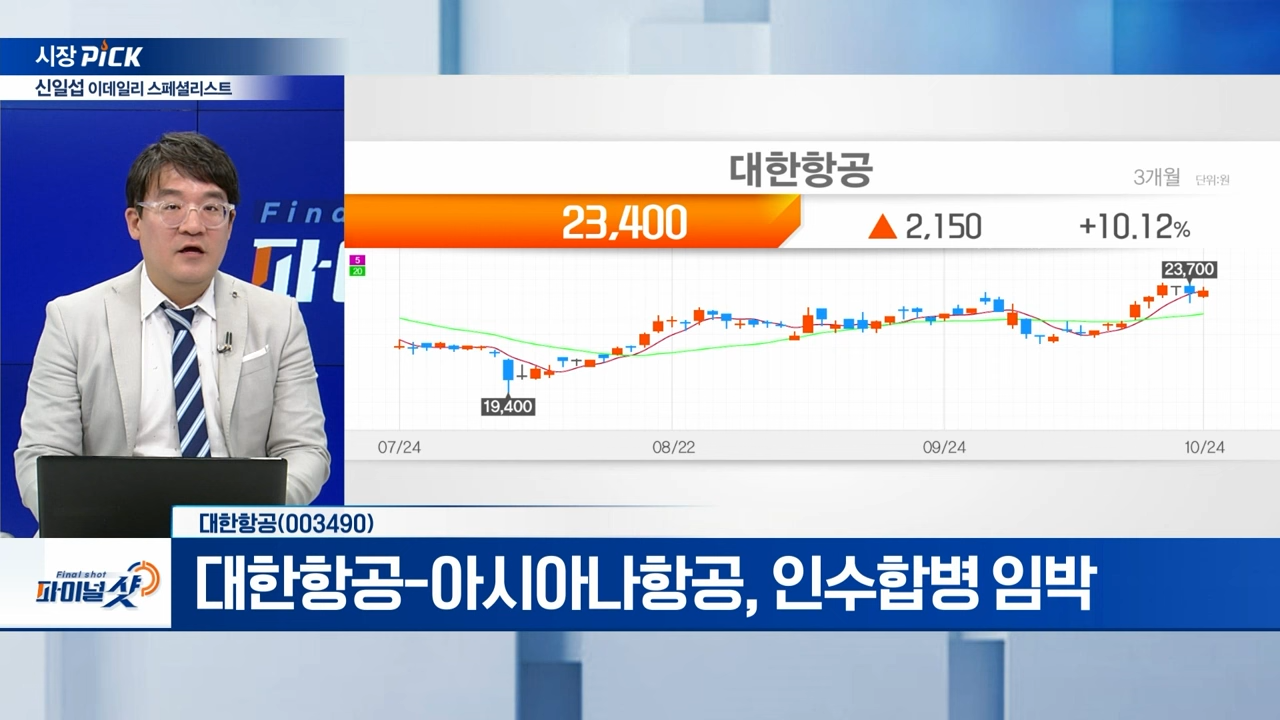 시장 PiCK
신일섭 이데일리 스페셜리스트
Fina
파이
대한항공
3개월 단위:원
23,400 ▲ 2,150 +10.12%
5
20
23,700
19,400
07/24 08/22 09/24 10/24
대한항공(003490)
Final shot
파이널샷
대한항공-아시아나항공, 인수합병 임박